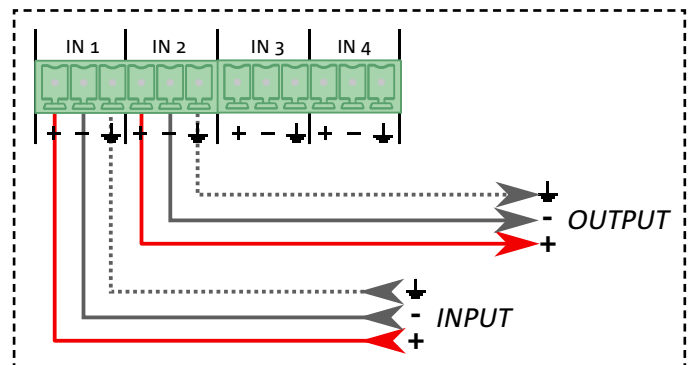 IN 1 IN 2 IN 3 IN 4
+ - ⏚ + - ⏚ + - ⏚ + - ⏚
⏚
- OUTPUT
+
⏚
- INPUT
+